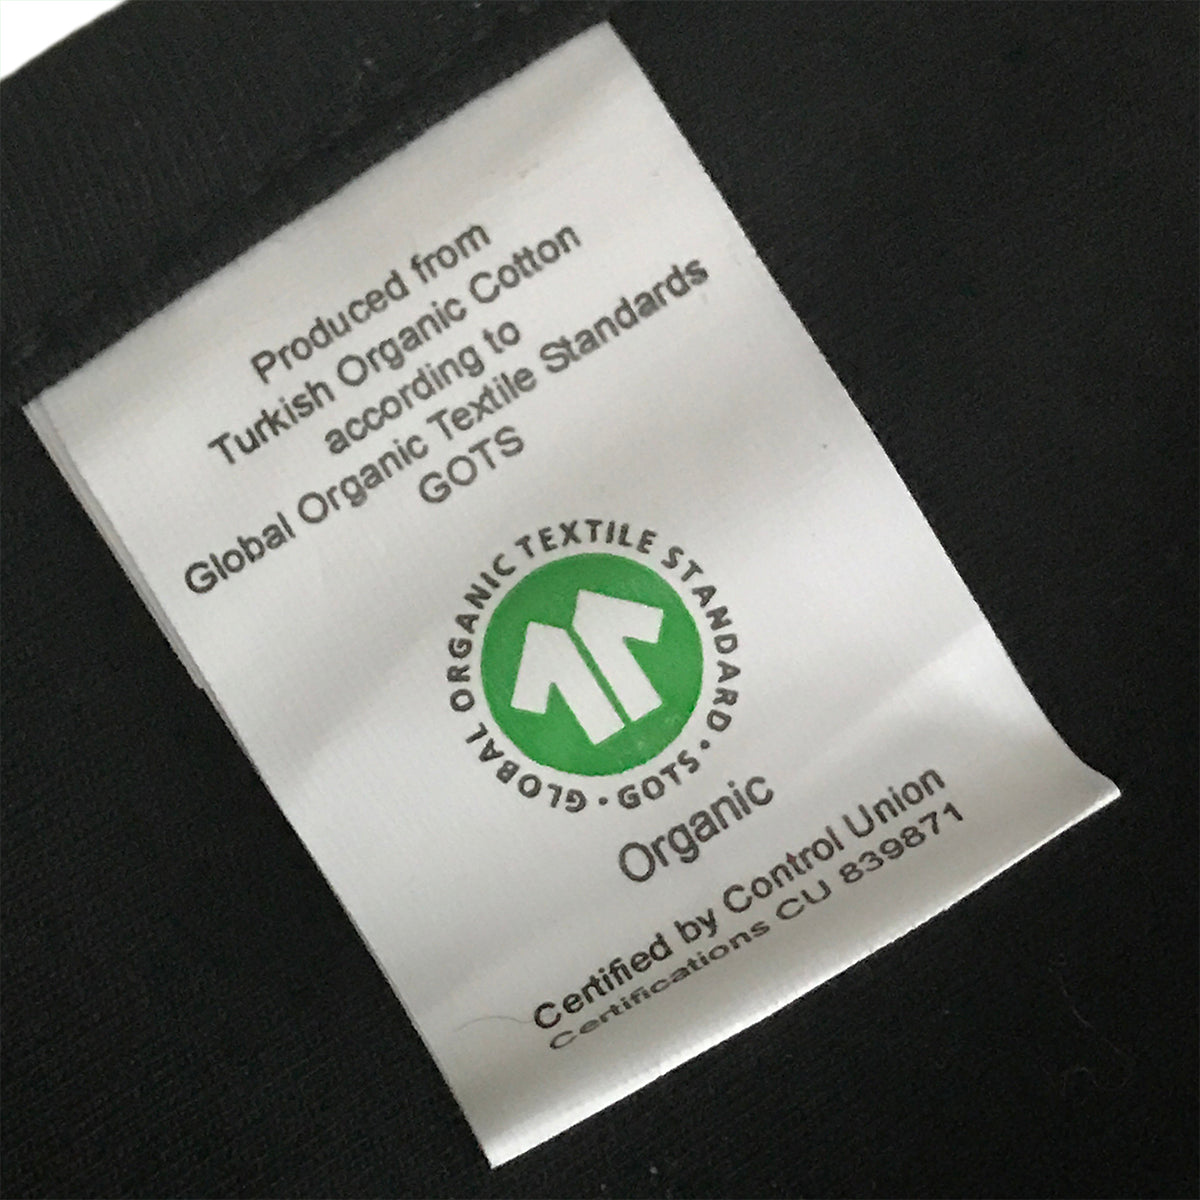 Produced from
Turkish Organic Cotton
according to
Global Organic Textile Standards
GOTS
GLOBAL ORGANIC TEXTILE STANDARD · GOTS ·
Organic
Certified by Control Union
Certifications CU 839871